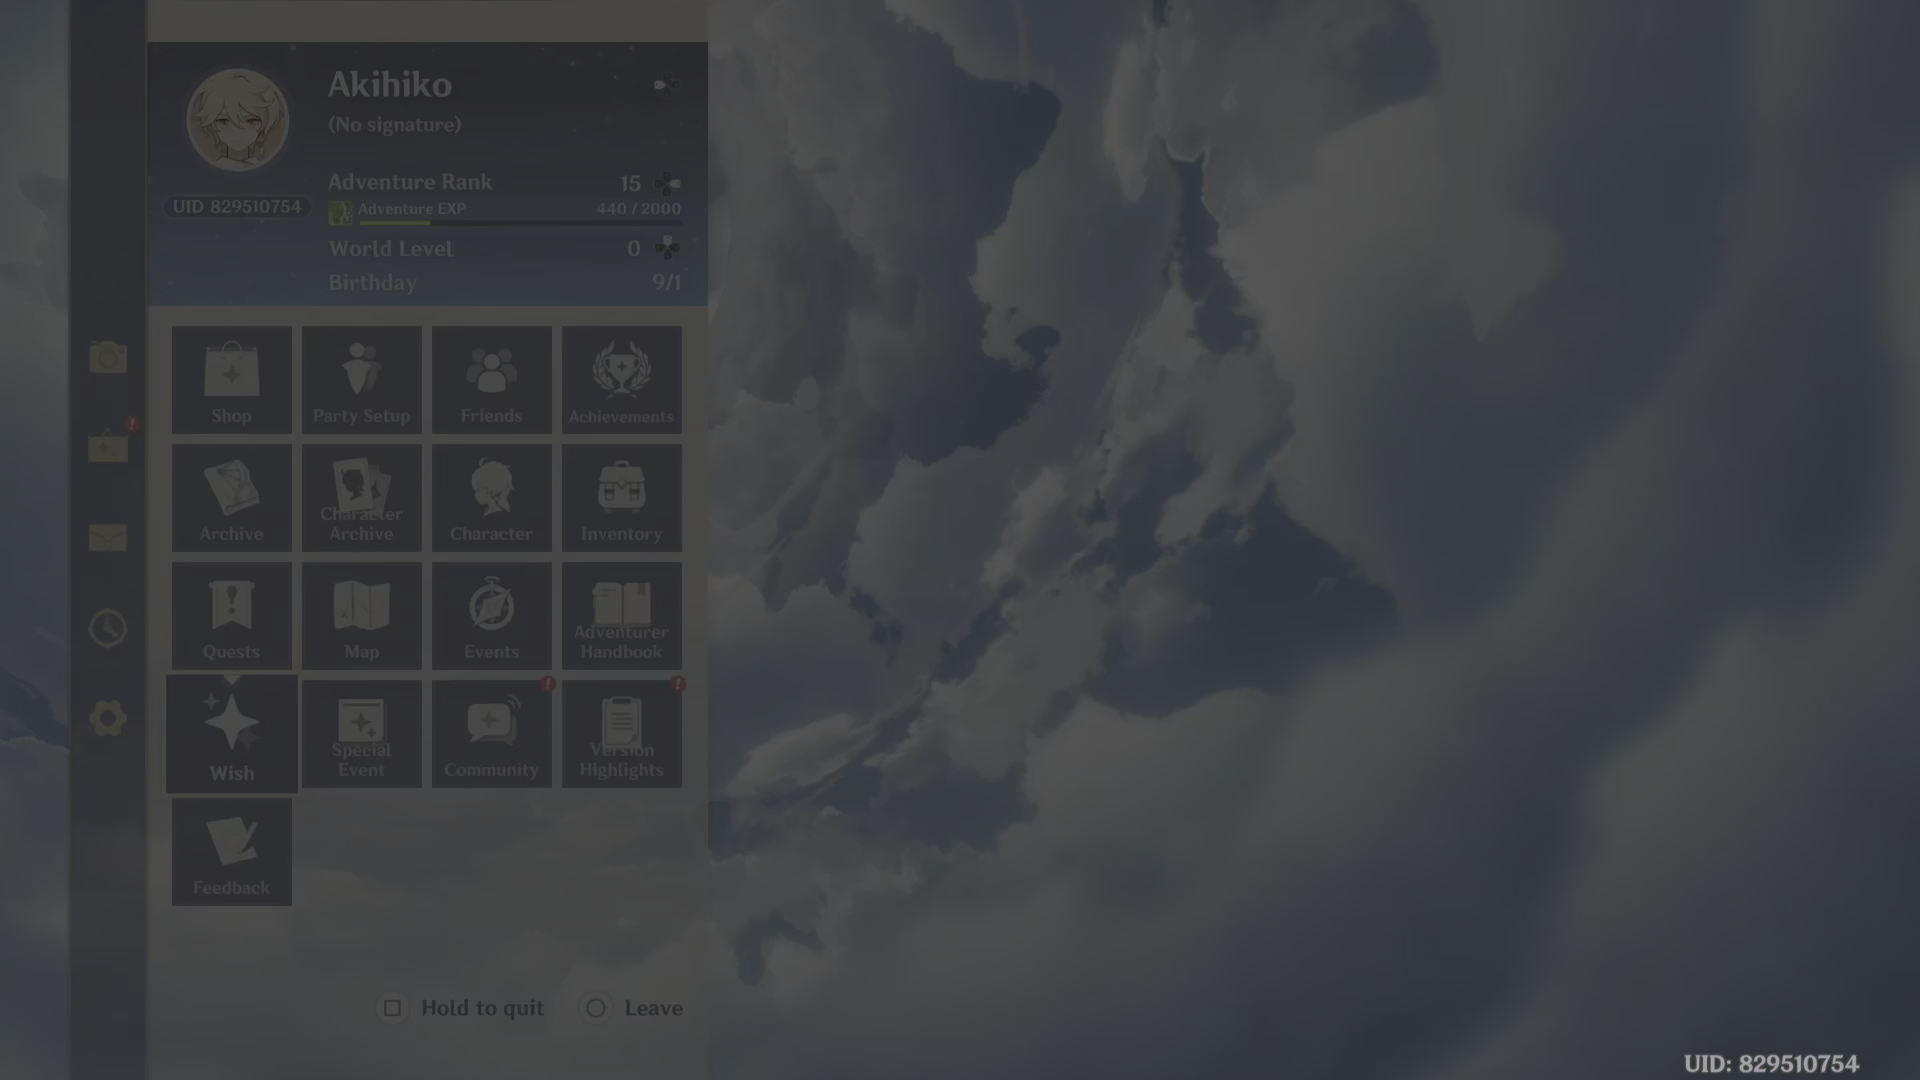 Akihiko
(No signature)
Adventure Rank 15
UID 829510754
Adventure EXP 440 / 2000
World Level 0
Birthday 9/1
Shop
Party Setup
Friends
Achievements
Archive
Character
Archive
Character
Inventory
Quests
Map
Events
Adventurer
Handbook
Wish
Special
Event
Community
Version
Highlights
Feedback
Hold to quit
Leave
UID: 829510754